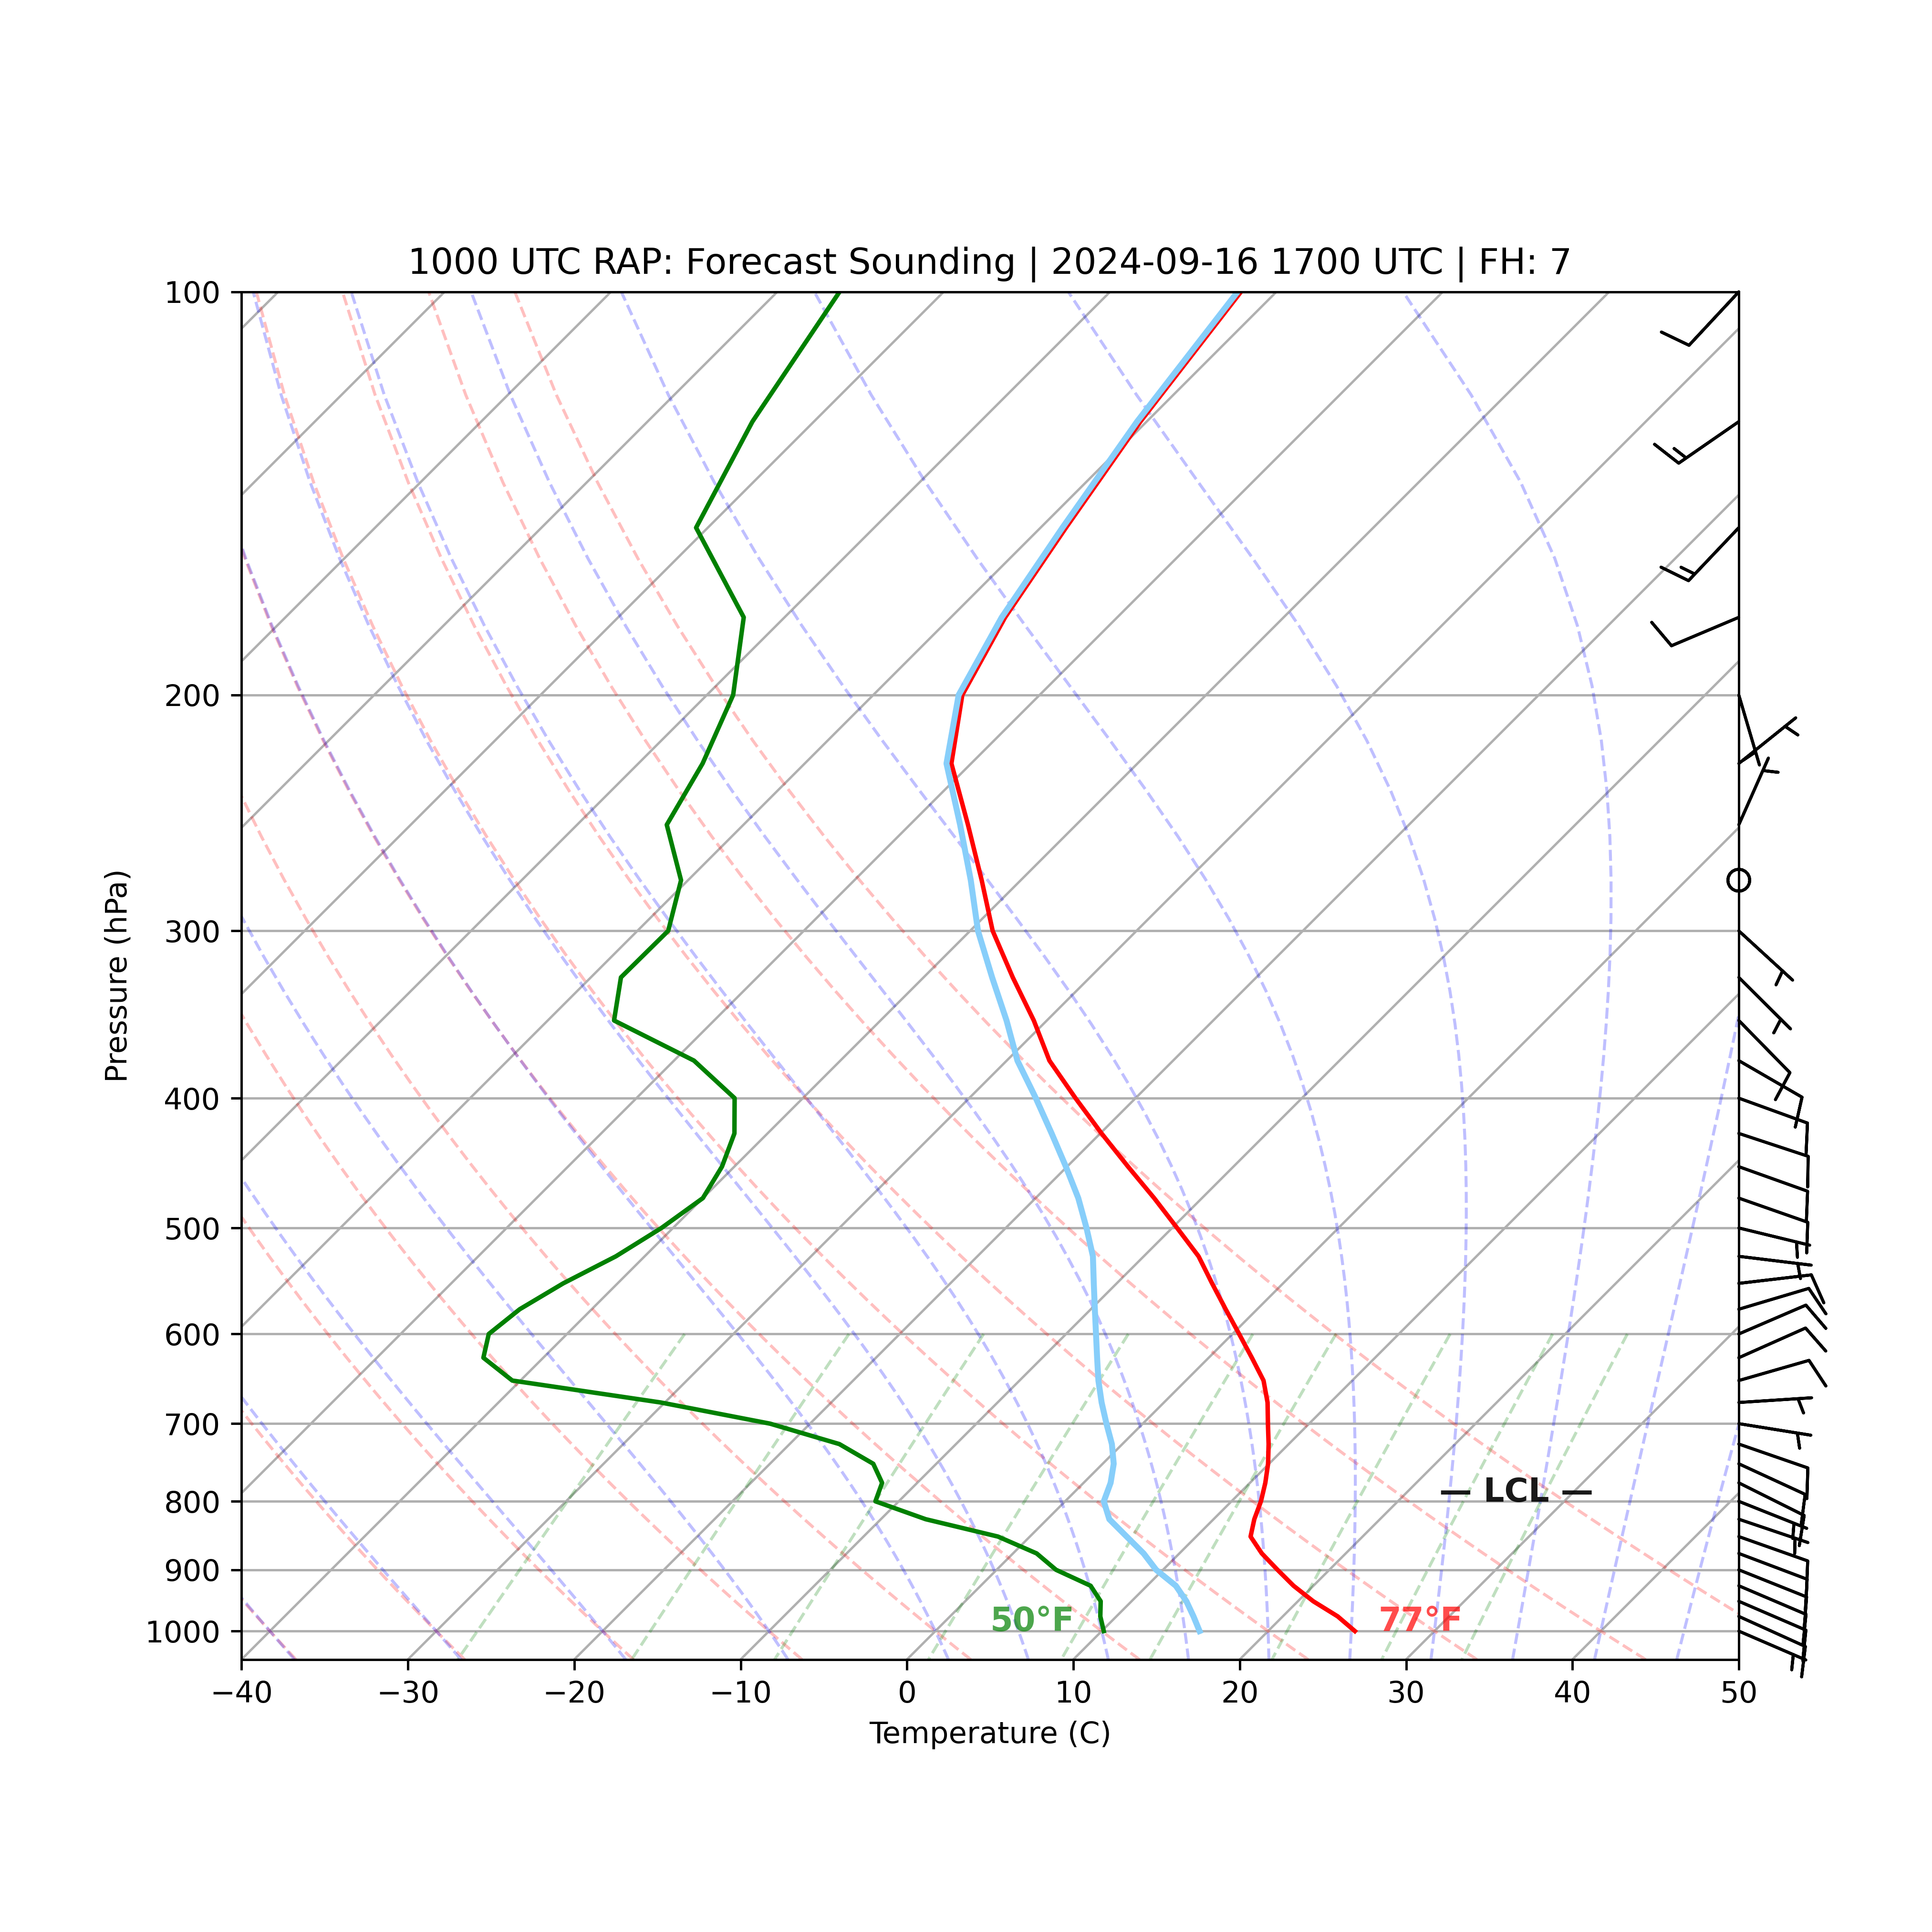 1000 UTC RAP: Forecast Sounding | 2024-09-16 1700 UTC | FH: 7
100
200
300
400
500
600
700
800
900
1000
Pressure (hPa)
— LCL —
50°F
77°F
−40 −30 −20 −10 0 10 20 30 40 50
Temperature (C)